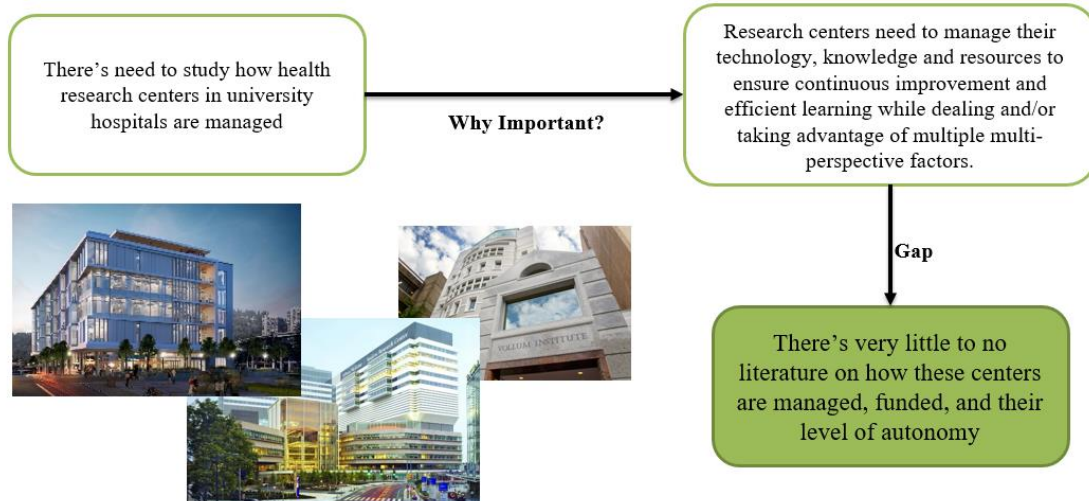 There's need to study how health
research centers in university
hospitals are managed
Why Important?
Research centers need to manage their
technology, knowledge and resources to
ensure continuous improvement and
efficient learning while dealing and/or
taking advantage of multiple multi-
perspective factors.
Gap
There's very little to no
literature on how these centers
are managed, funded, and their
level of autonomy
VOLLUM INSTITUTE